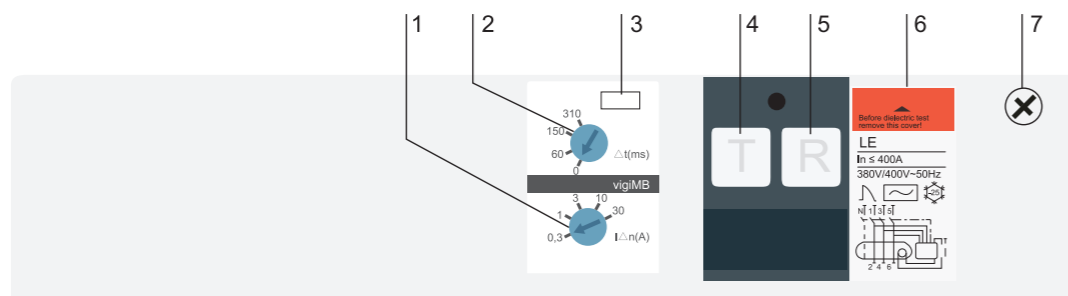 1 2 3 4 5 6 7
310
150
60
0
△t(ms)
vigiMB
3 10
1 30
0,3
I△n(A)
T R
Before dielectric test
remove this cover!
LE
In ≤ 400A
380V/400V~50Hz
-25
N 1 3 5
2 4 6
T